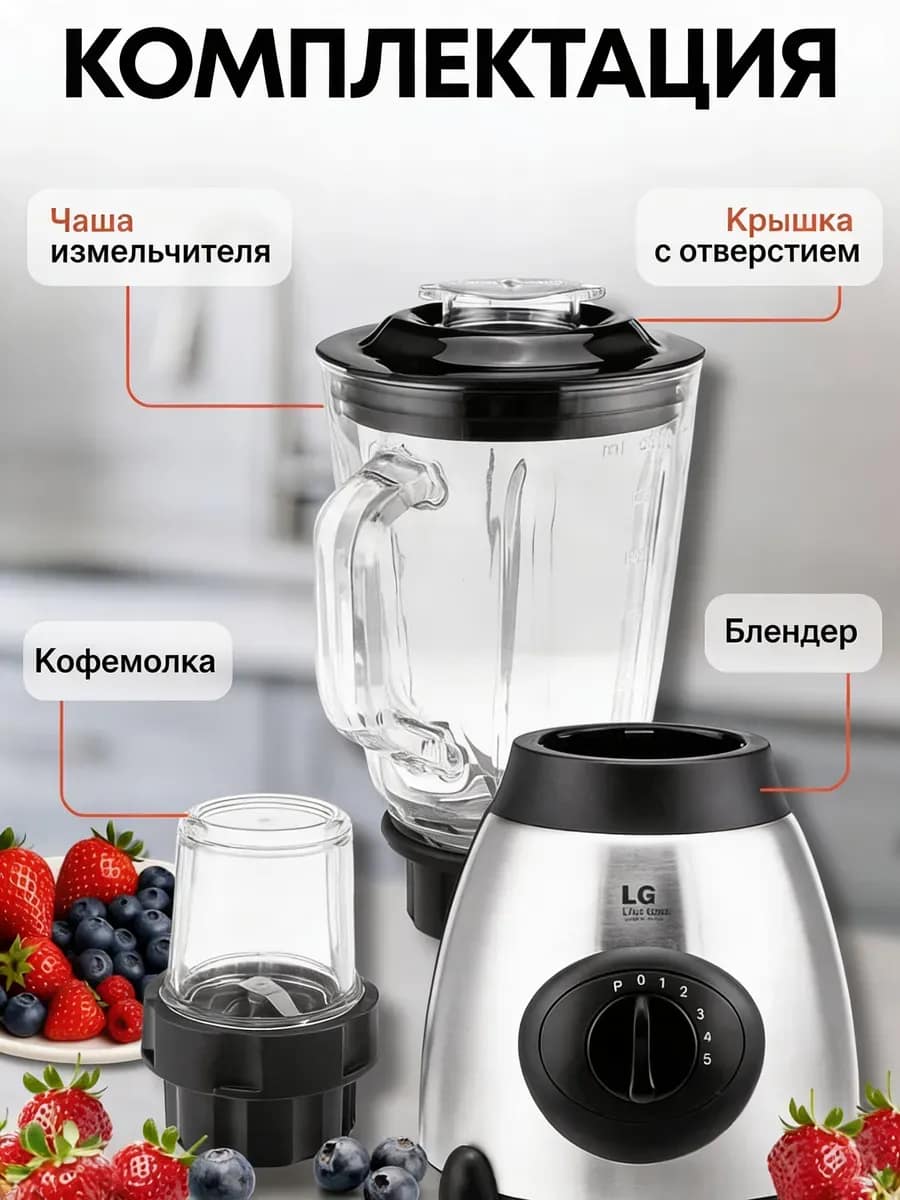 КОМПЛЕКТАЦИЯ
Чаша
измельчителя
Крышка
с отверстием
Кофемолка
Блендер
LG
P 0 1 2 3 4 5